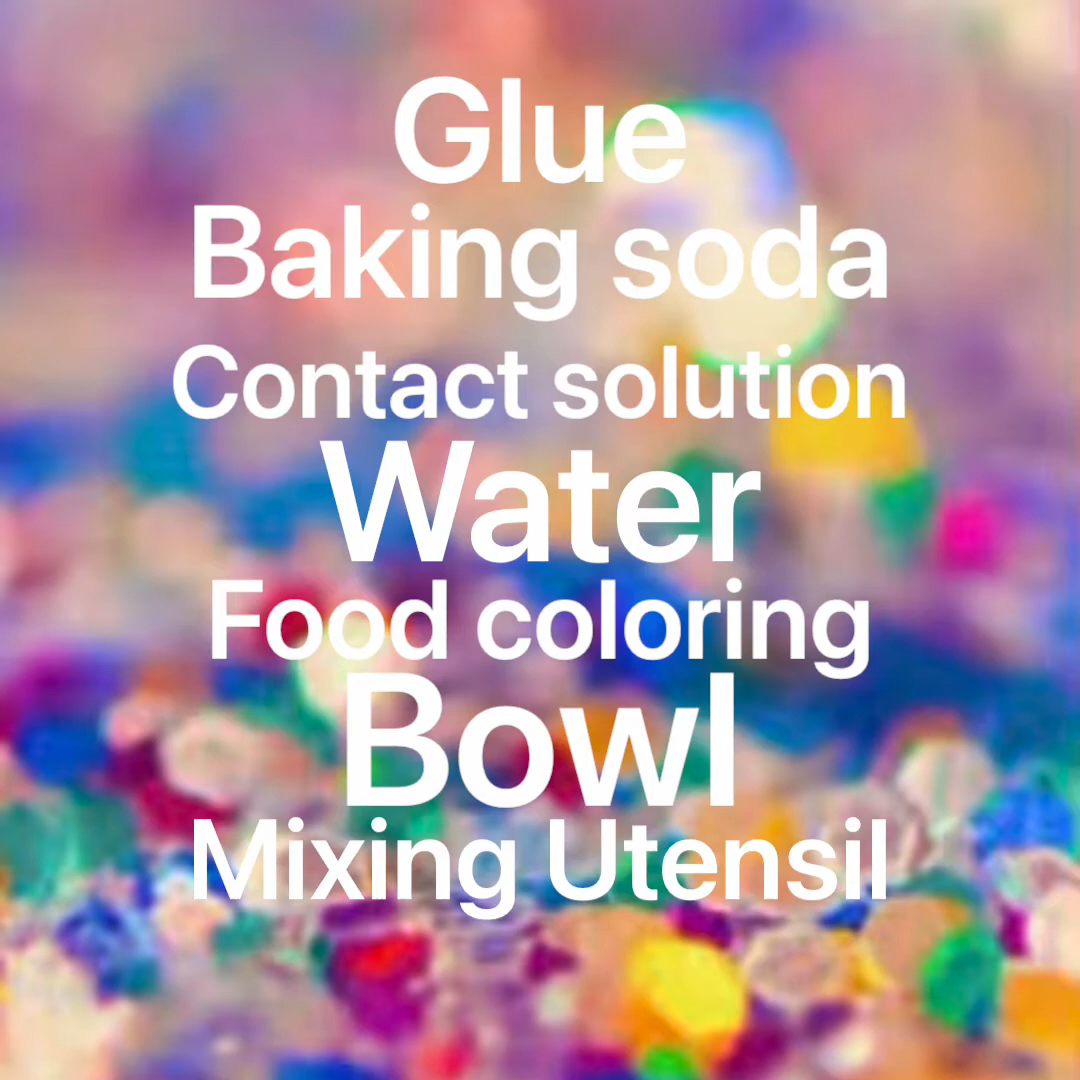 Glue
Baking soda
Contact solution
Water
Food coloring
Bowl
Mixing Utensil